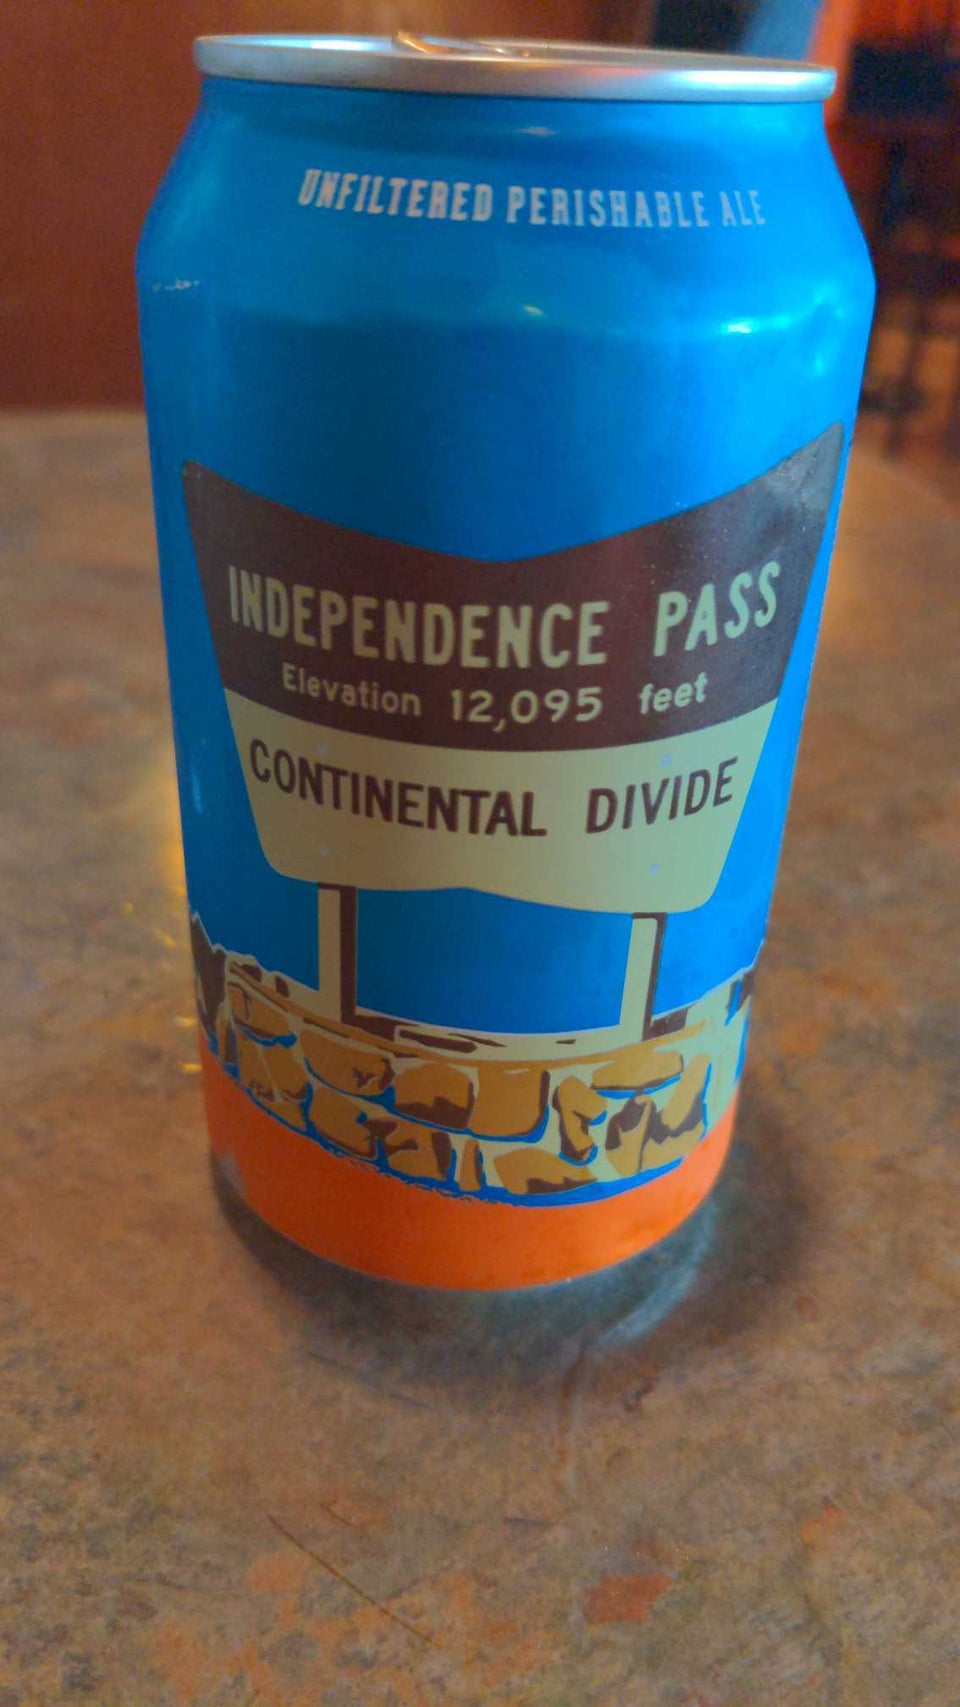 UNFILTERED PERISHABLE ALE
INDEPENDENCE PASS
Elevation 12,095 feet
CONTINENTAL DIVIDE